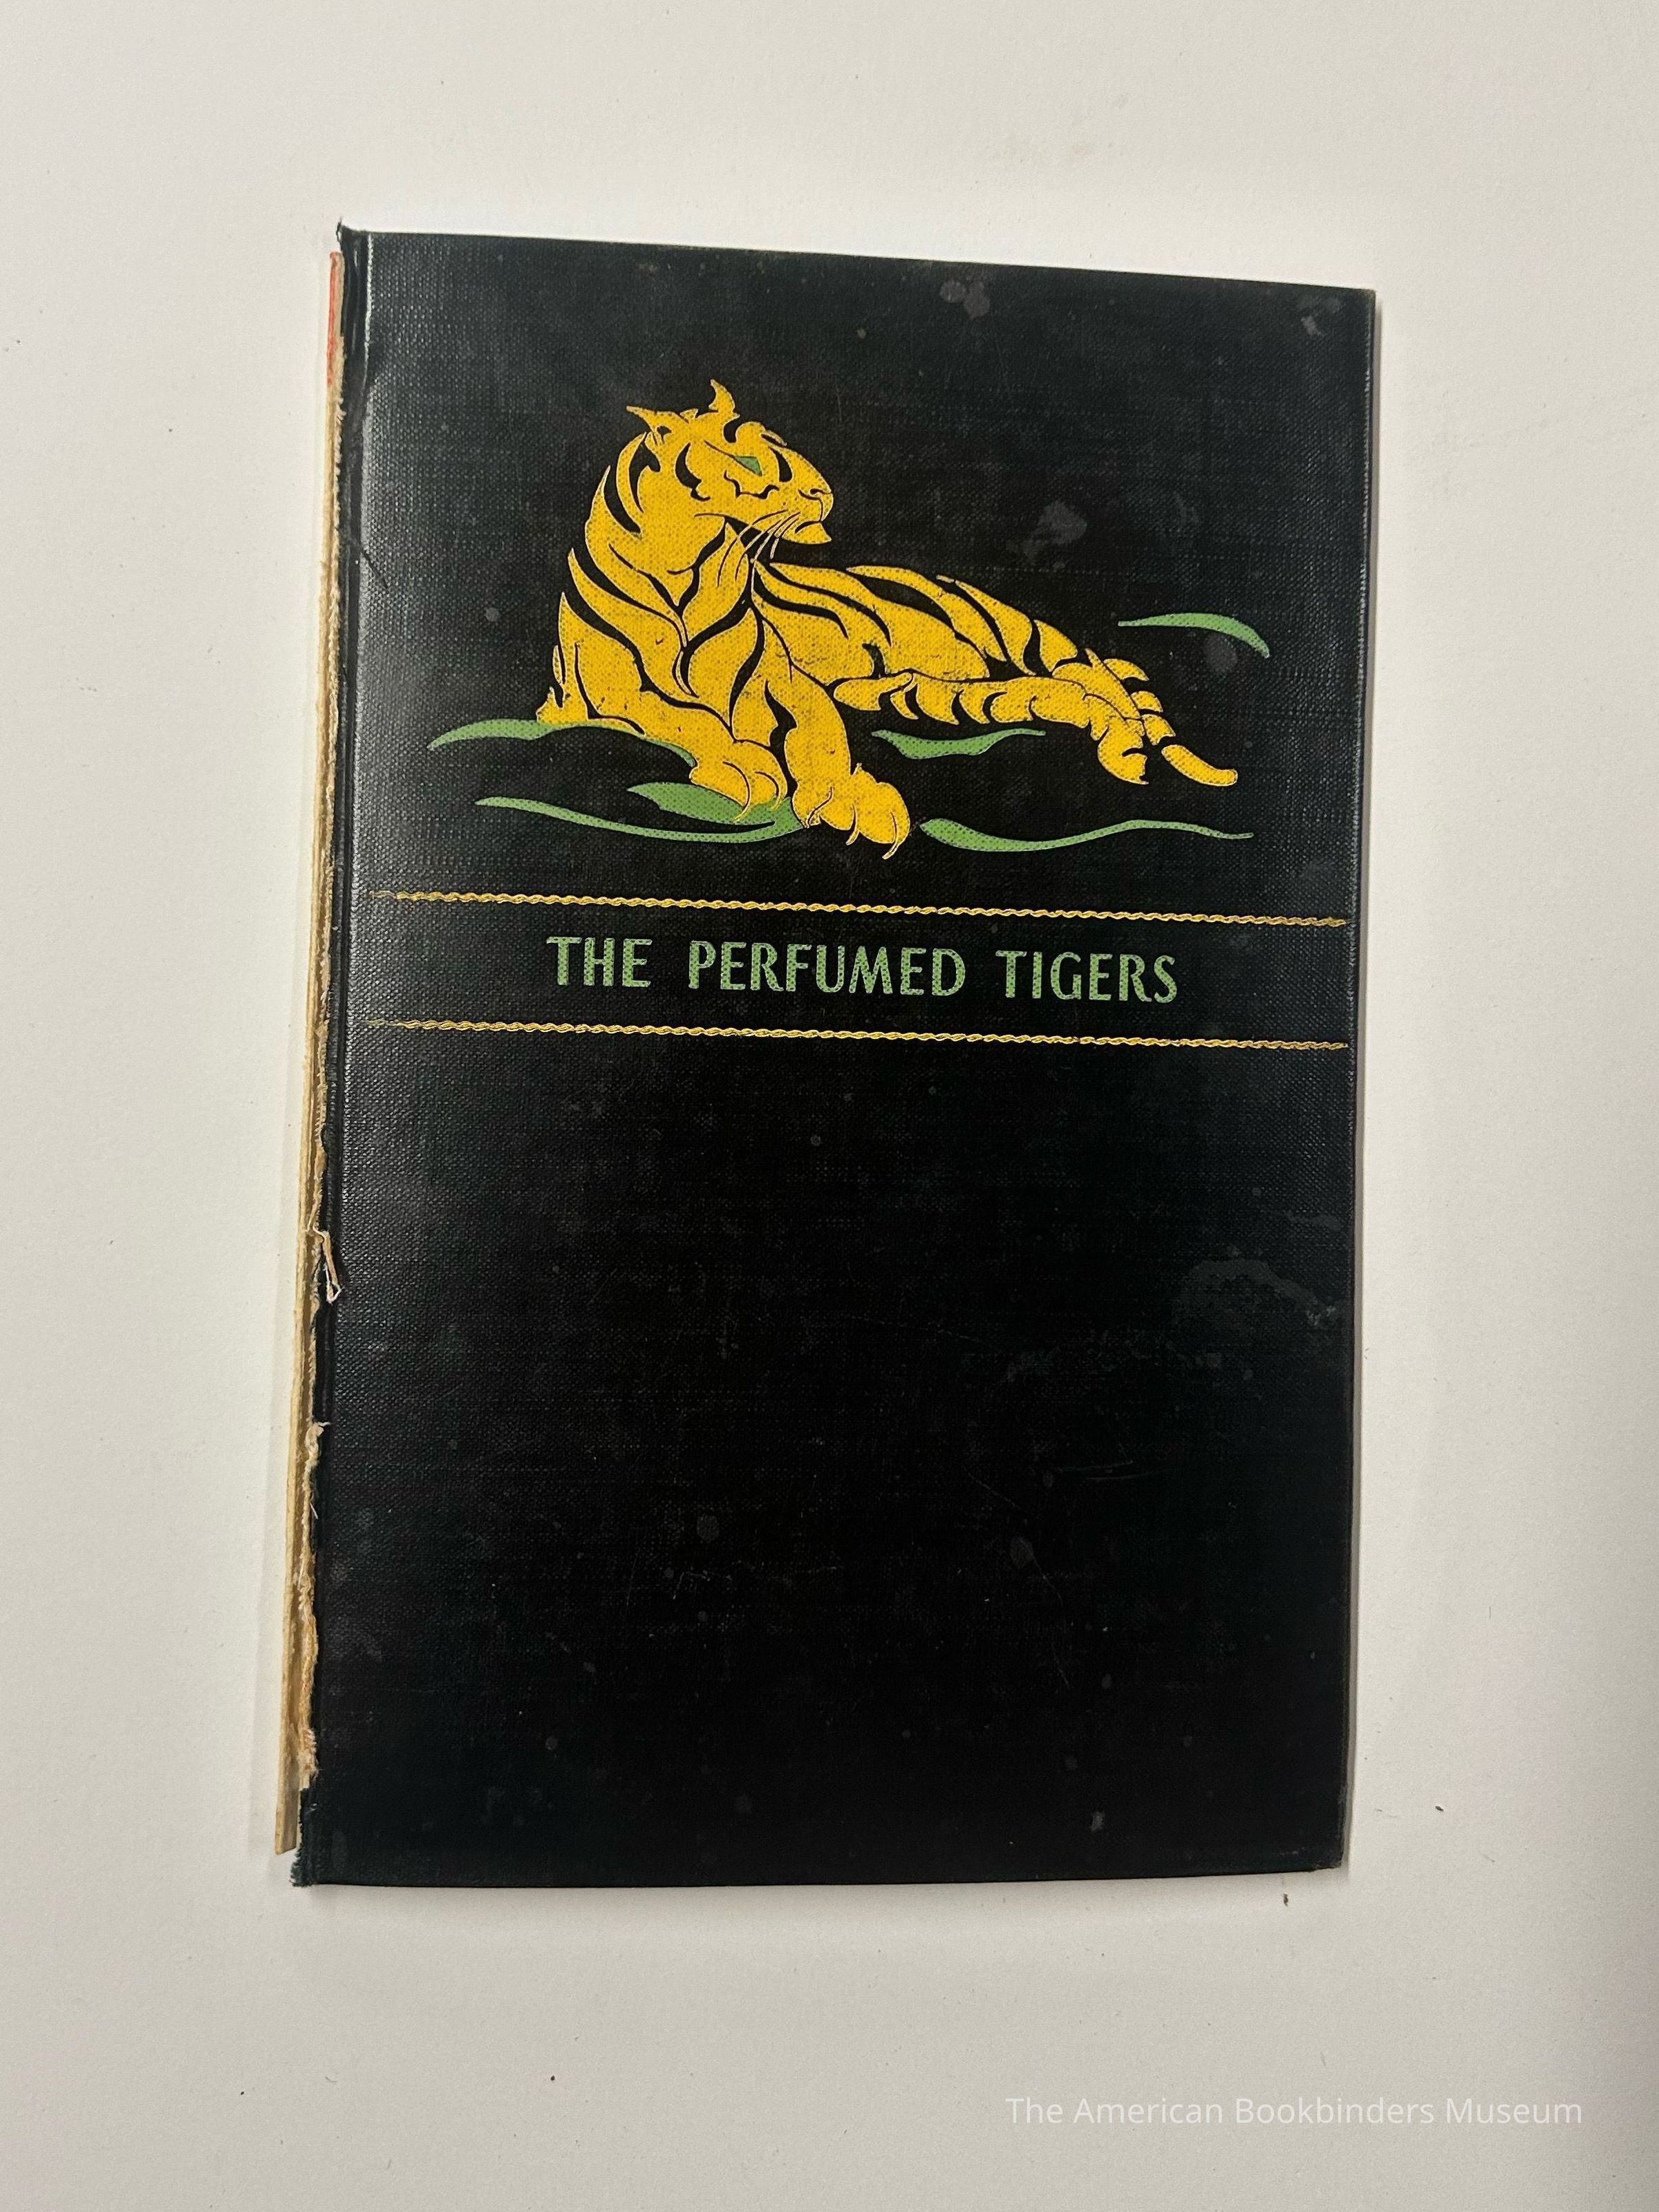 THE PERFUMED TIGERS
The American Bookbinders Museum